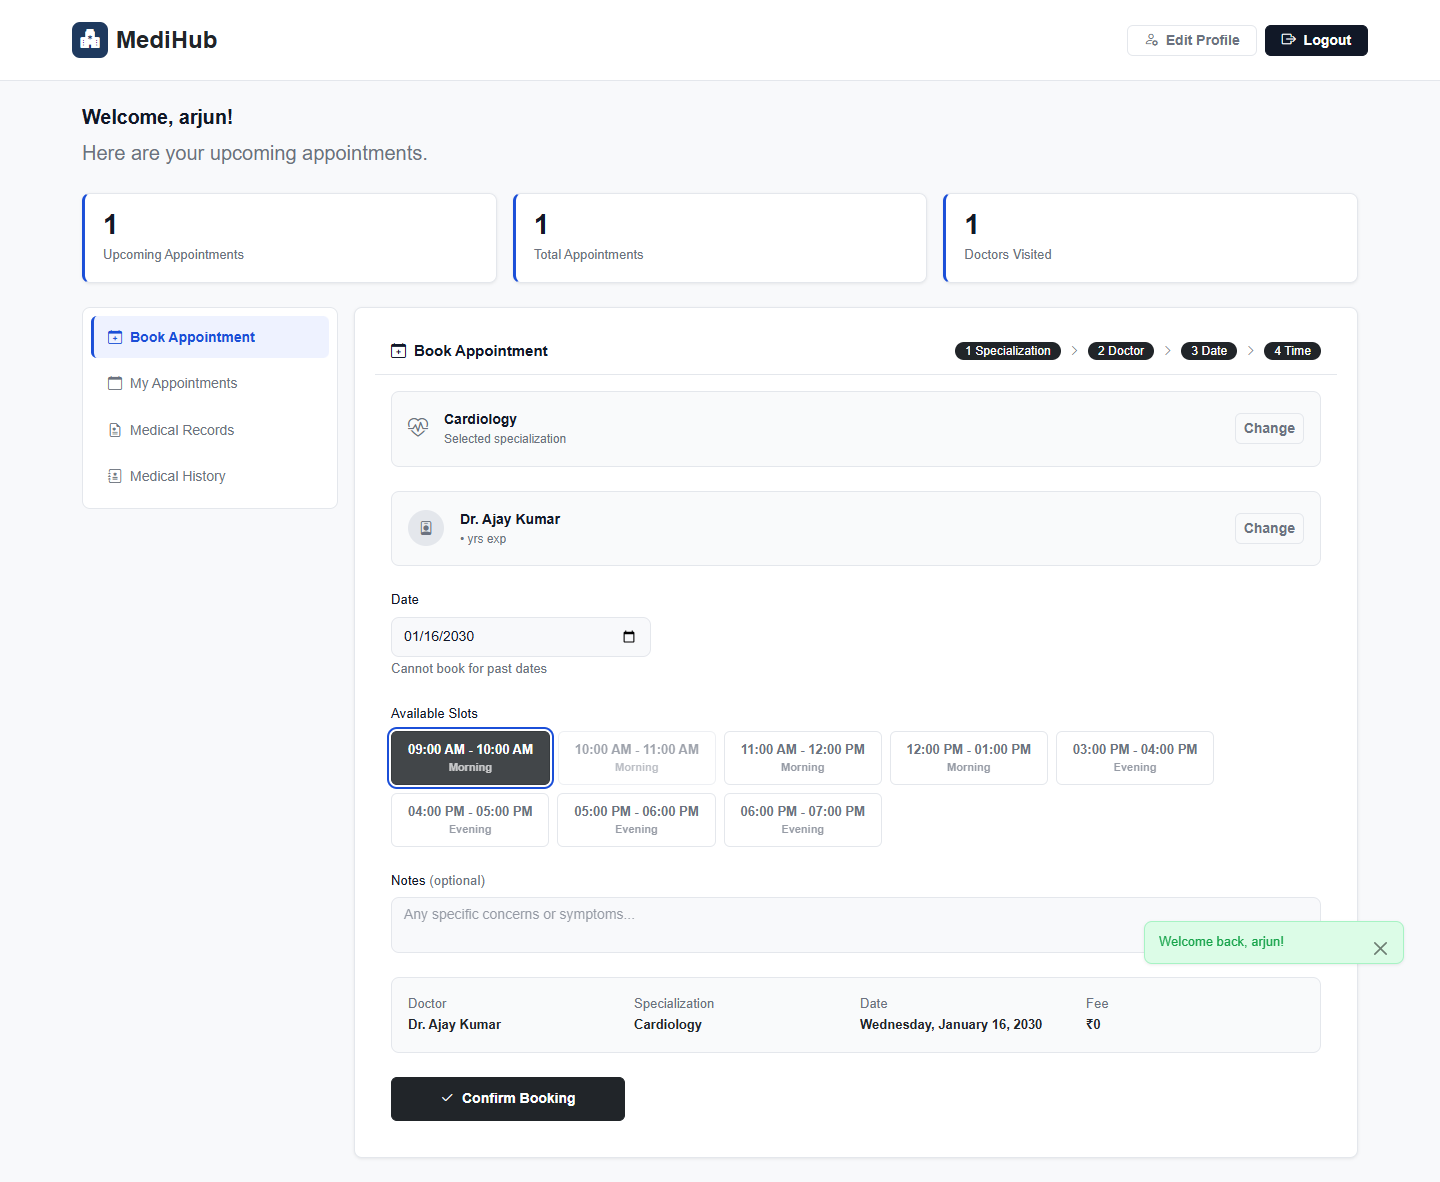 MediHub
Edit Profile
Logout
Welcome, arjun!
Here are your upcoming appointments.
1
Upcoming Appointments
1
Total Appointments
1
Doctors Visited
Book Appointment
My Appointments
Medical Records
Medical History
Book Appointment
1 Specialization
2 Doctor
3 Date
4 Time
Cardiology
Selected specialization
Change
Dr. Ajay Kumar
• yrs exp
Change
Date
01/16/2030
Cannot book for past dates
Available Slots
09:00 AM - 10:00 AM
Morning
10:00 AM - 11:00 AM
Morning
11:00 AM - 12:00 PM
Morning
12:00 PM - 01:00 PM
Morning
03:00 PM - 04:00 PM
Evening
04:00 PM - 05:00 PM
Evening
05:00 PM - 06:00 PM
Evening
06:00 PM - 07:00 PM
Evening
Notes (optional)
Any specific concerns or symptoms...
Welcome back, arjun!
Doctor
Dr. Ajay Kumar
Specialization
Cardiology
Date
Wednesday, January 16, 2030
Fee
₹0
Confirm Booking